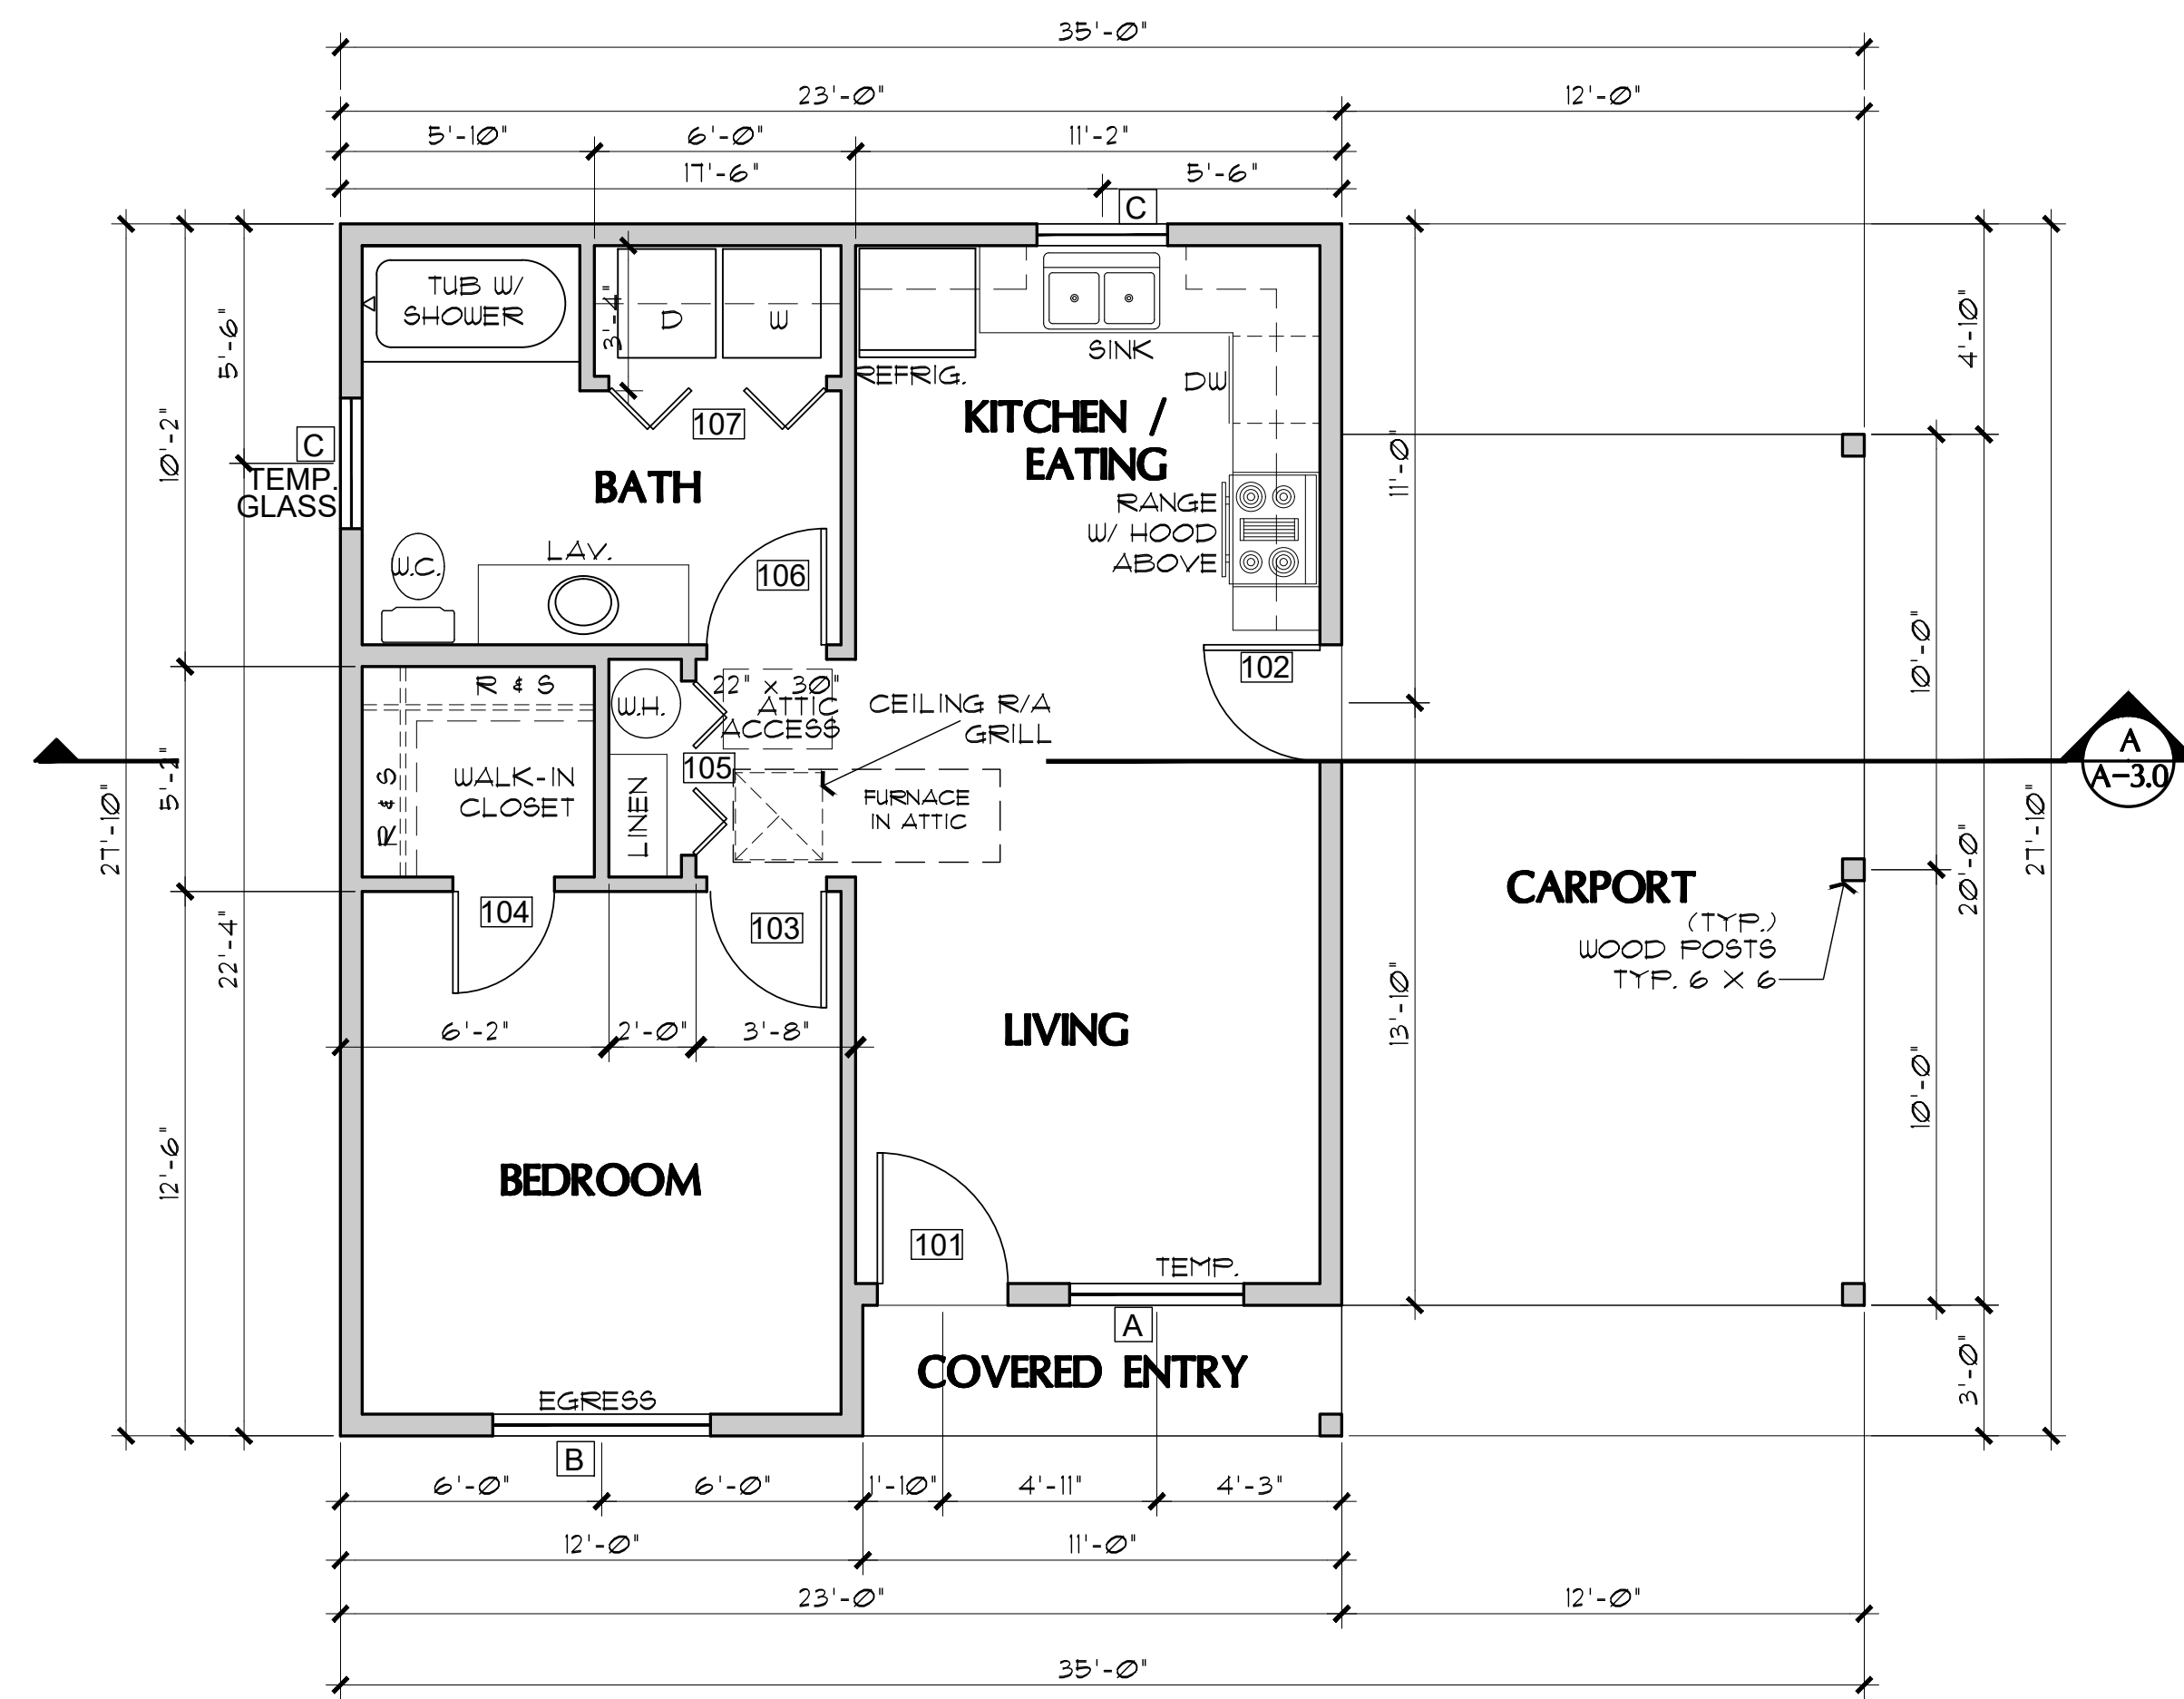 35'-0"
23'-0"
12'-0"
5'-10"
6'-0"
11'-2"
17'-6"
5'-6"
C
TUB W/
SHOWER
3'-4"
D
W
REFRIG.
SINK
DW
KITCHEN /
EATING
RANGE
W/ HOOD
ABOVE
107
BATH
C
TEMP.
GLASS
5'-6"
10'-2"
11'-0"
4'-10"
W.C.
LAV.
106
102
10'-0"
R & S
R & S
WALK-IN
CLOSET
W.H.
LINEN
105
22" x 30"
ATTIC
ACCESS
CEILING R/A
GRILL
FURNACE
IN ATTIC
A
A-3.0
5'-2"
27'-10"
22'-4"
12'-6"
27'-10"
20'-0"
CARPORT
(TYP.)
WOOD POSTS
TYP. 6 X 6
104
103
6'-2"
2'-0"
3'-8"
LIVING
13'-10"
10'-0"
BEDROOM
101
TEMP.
A
COVERED ENTRY
3'-0"
EGRESS
B
6'-0"
6'-0"
1'-10"
4'-11"
4'-3"
12'-0"
11'-0"
23'-0"
12'-0"
35'-0"